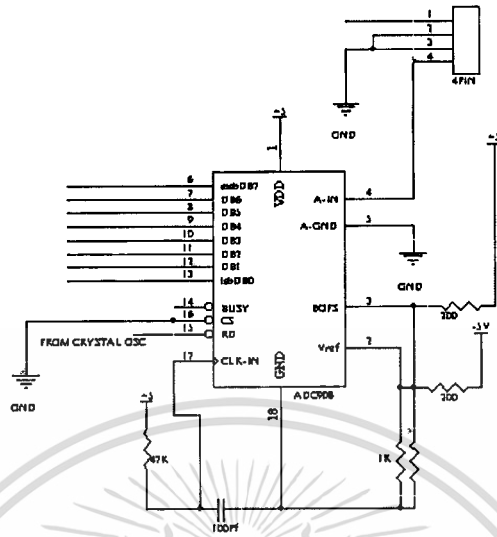 1
2
3
4
4PIN
GND
+5
+5
1
6 msbDB7
7 DB6
8 DB5
9 DB4
10 DB3
11 DB2
12 DB1
13 lsbDB0
VDD
A-IN 4
A-GND 5
GND
14 BUSY
16 CS
15 RD
FROM CRYSTAL OSC
17 CLK-IN
GND
BOFS 3
Vref 2
200
-5V
200
GND
ADC908
18
+5
47K
1K
100Pf